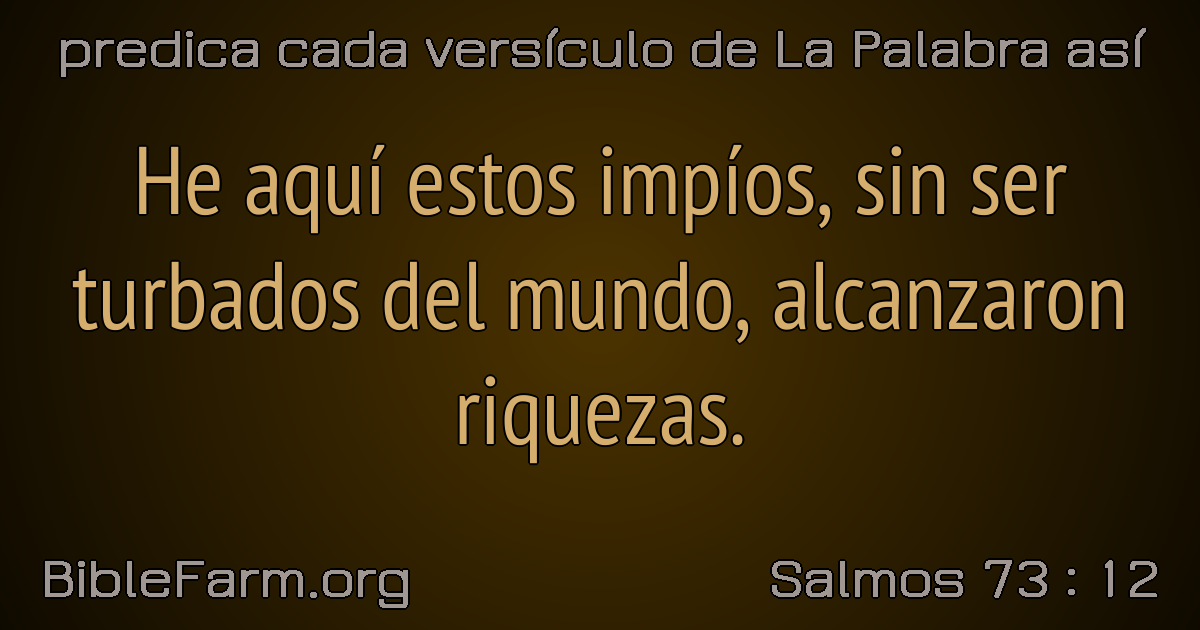 predica cada versículo de La Palabra así
He aquí estos impíos, sin ser
turbados del mundo, alcanzaron
riquezas.
BibleFarm.org
Salmos 73 : 12